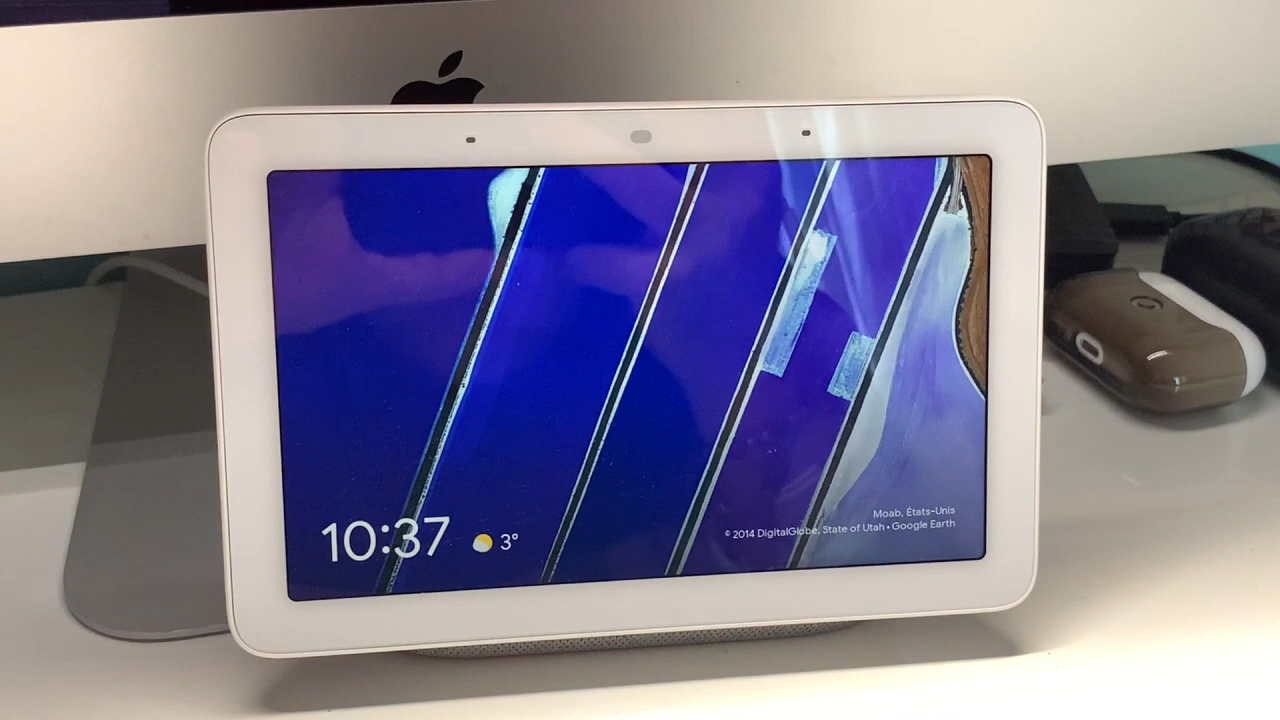 10:37 3°
Moab, États-Unis
© 2014 DigitalGlobe, State of Utah • Google Earth